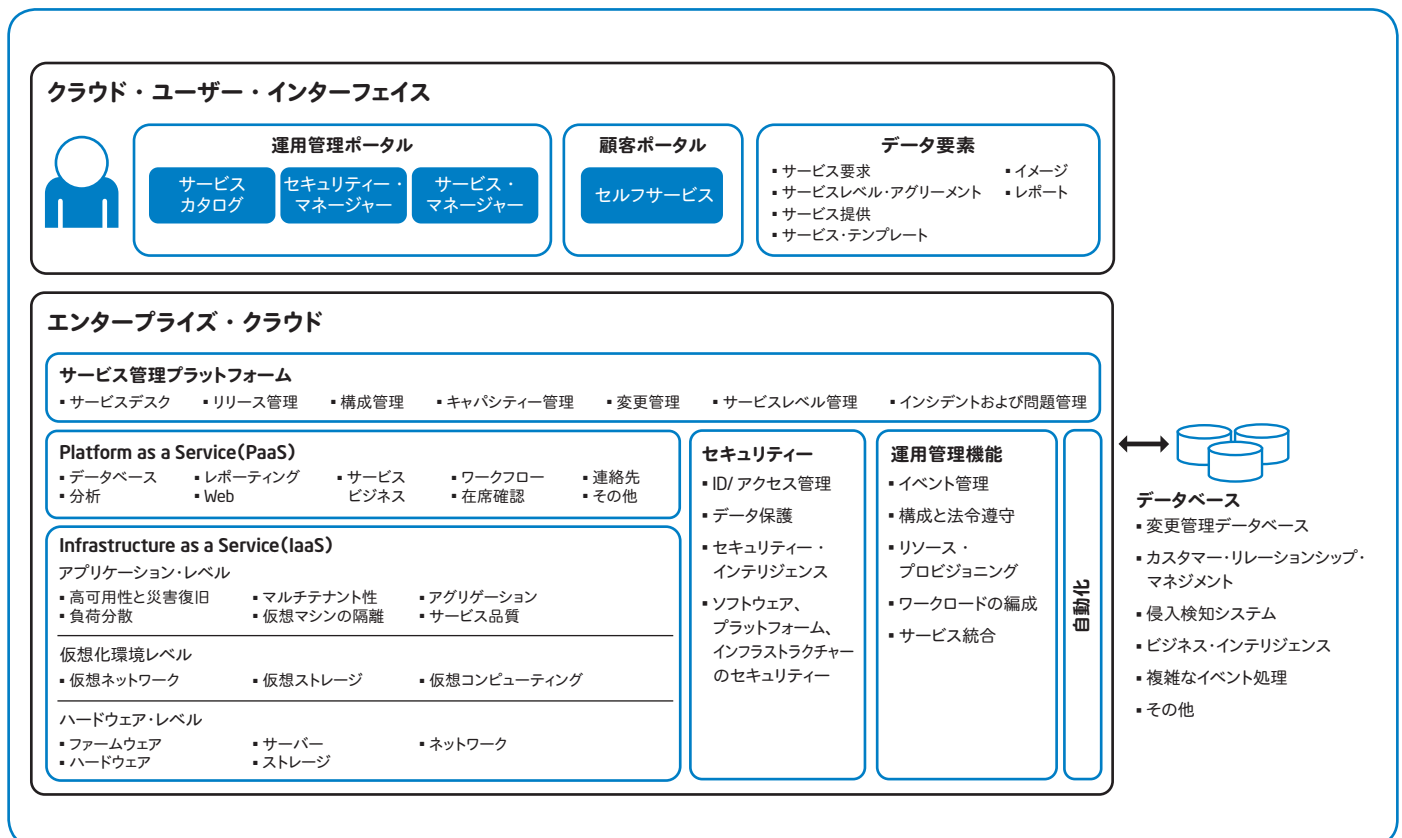 クラウド・ユーザー・インターフェイス
運用管理ポータル
サービス
カタログ
セキュリティー・
マネージャー
サービス・
マネージャー
顧客ポータル
セルフサービス
データ要素
▪ サービス要求
▪ サービスレベル・アグリーメント
▪ サービス提供
▪ サービス・テンプレート
▪ イメージ
▪ レポート
エンタープライズ・クラウド
サービス管理プラットフォーム
▪ サービスデスク ▪ リリース管理 ▪ 構成管理 ▪ キャパシティー管理 ▪ 変更管理 ▪ サービスレベル管理 ▪ インシデントおよび問題管理
Platform as a Service(PaaS)
▪ データベース ▪ レポーティング ▪ サービス ▪ ワークフロー ▪ 連絡先
▪ 分析 ▪ Web ビジネス ▪ 在席確認 ▪ その他
Infrastructure as a Service(IaaS)
アプリケーション・レベル
▪ 高可用性と災害復旧 ▪ マルチテナント性 ▪ アグリゲーション
▪ 負荷分散 ▪ 仮想マシンの隔離 ▪ サービス品質
仮想化環境レベル
▪ 仮想ネットワーク ▪ 仮想ストレージ ▪ 仮想コンピューティング
ハードウェア・レベル
▪ ファームウェア ▪ サーバー ▪ ネットワーク
▪ ハードウェア ▪ ストレージ
セキュリティー
▪ ID/ アクセス管理
▪ データ保護
▪ セキュリティー・
インテリジェンス
▪ ソフトウェア、
プラットフォーム、
インフラストラクチャー
のセキュリティー
運用管理機能
▪ イベント管理
▪ 構成と法令遵守
▪ リソース・
プロビジョニング
▪ ワークロードの編成
▪ サービス統合
自動化
データベース
▪ 変更管理データベース
▪ カスタマー・リレーションシップ・
マネジメント
▪ 侵入検知システム
▪ ビジネス・インテリジェンス
▪ 複雑なイベント処理
▪ その他